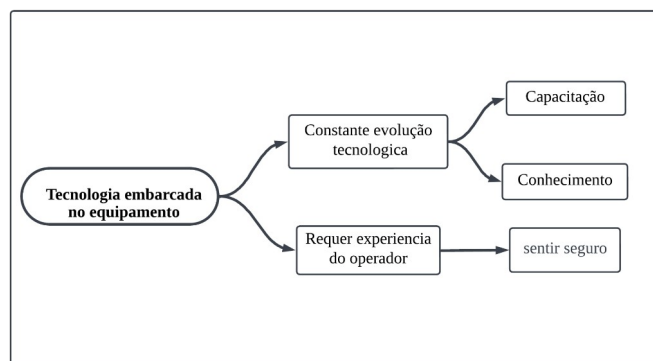 Tecnologia embarcada
no equipamento
Constante evolução
tecnologica
Capacitação
Conhecimento
Requer experiencia
do operador
sentir seguro